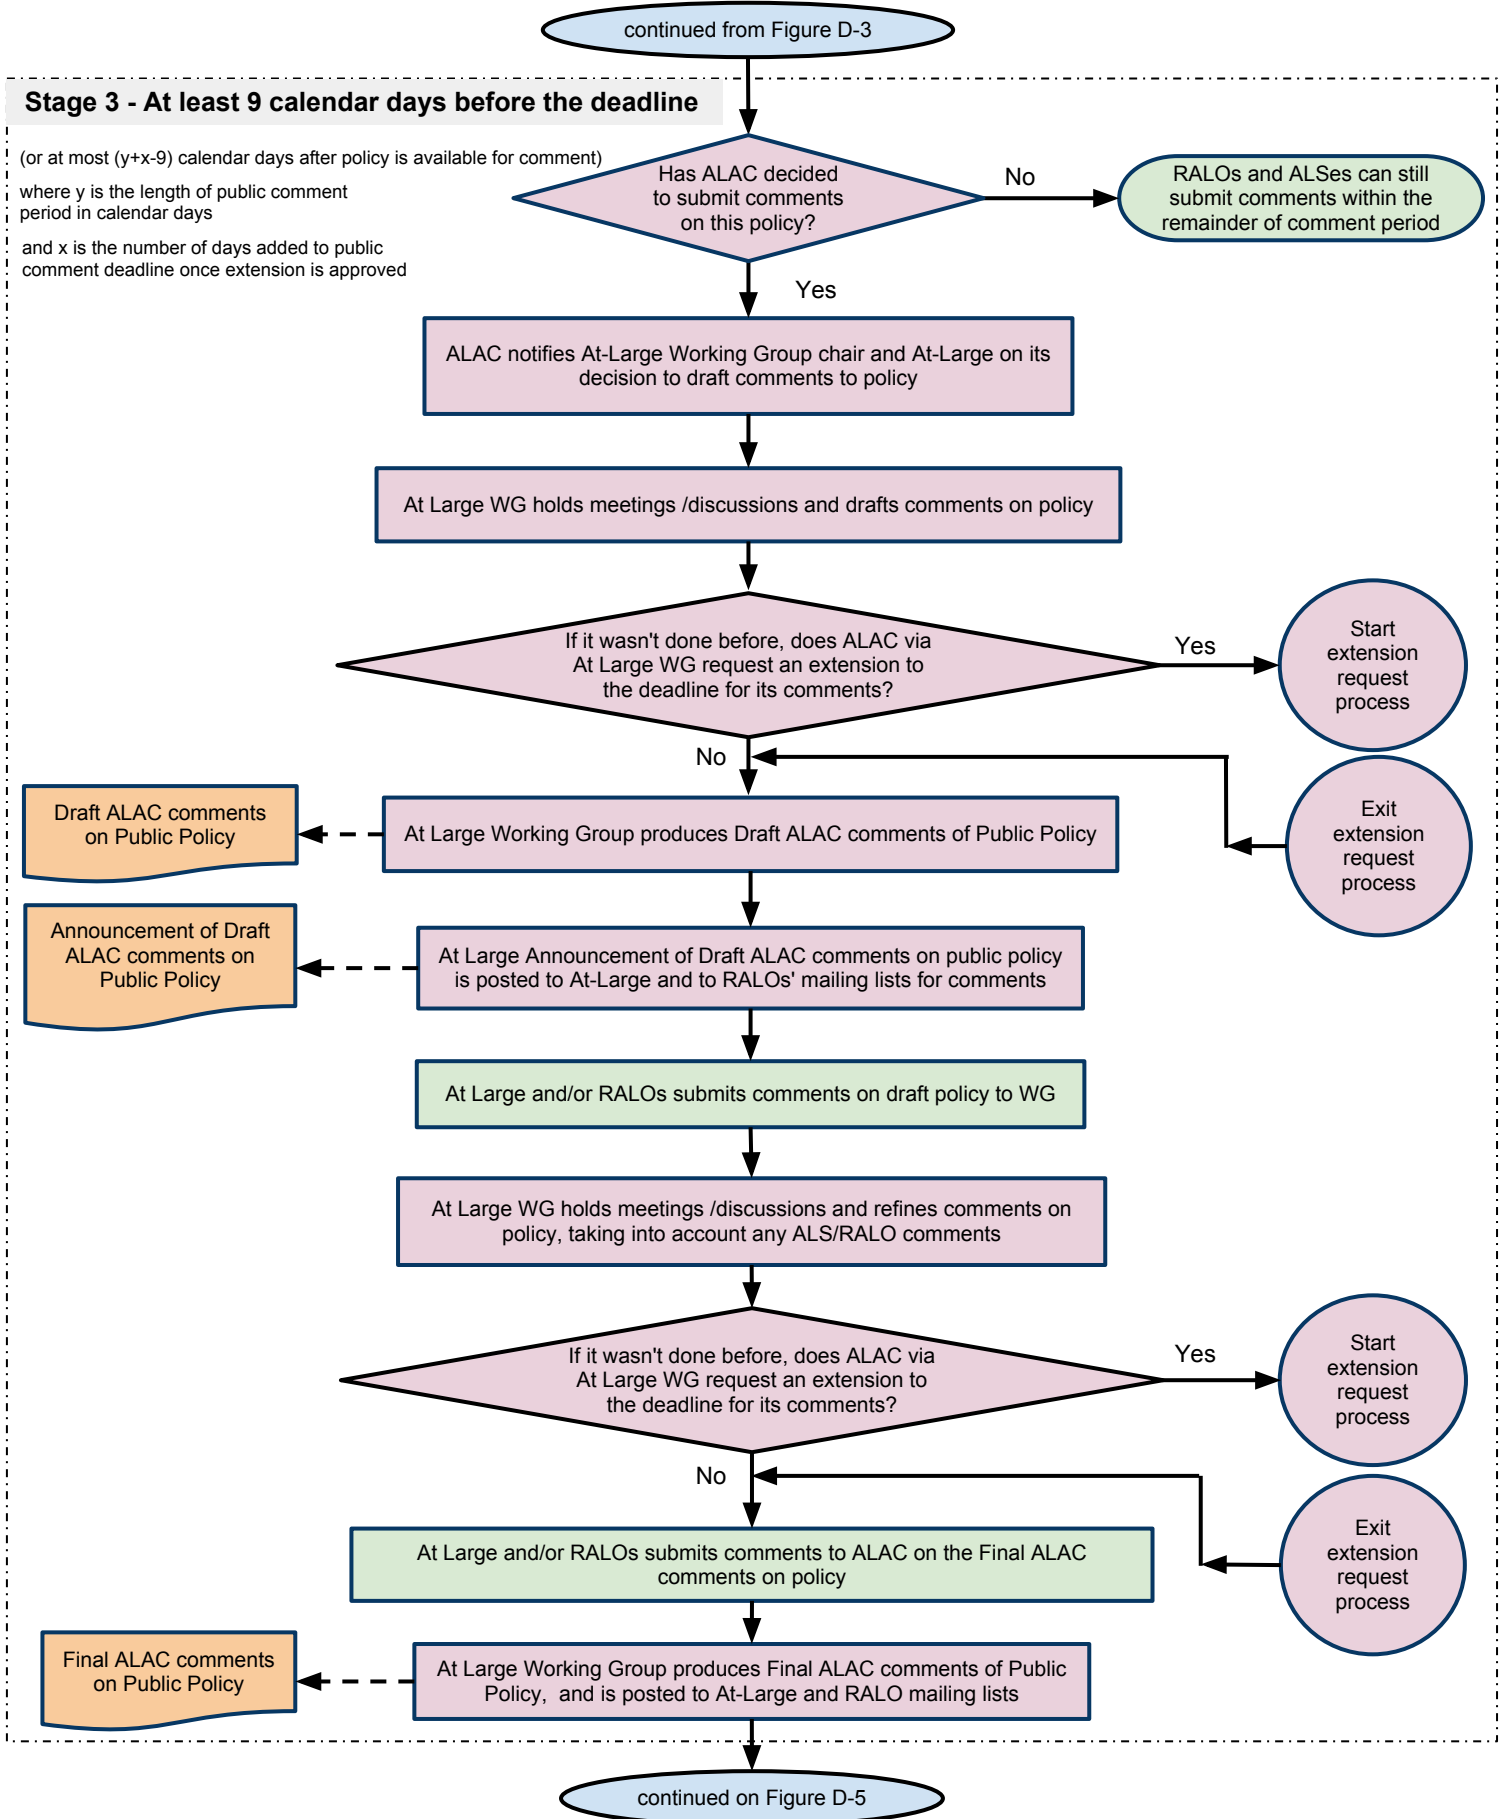 continued from Figure D-3
Stage 3 - At least 9 calendar days before the deadline
(or at most (y+x-9) calendar days after policy is available for comment)
where y is the length of public comment
period in calendar days
and x is the number of days added to public
comment deadline once extension is approved
Has ALAC decided
to submit comments
on this policy?
No
RALOs and ALSes can still
submit comments within the
remainder of comment period
Yes
ALAC notifies At-Large Working Group chair and At-Large on its
decision to draft comments to policy
At Large WG holds meetings /discussions and drafts comments on policy
If it wasn't done before, does ALAC via
At Large WG request an extension to
the deadline for its comments?
Yes
Start
extension
request
process
No
Exit
extension
request
process
Draft ALAC comments
on Public Policy
At Large Working Group produces Draft ALAC comments of Public Policy
Announcement of Draft
ALAC comments on
Public Policy
At Large Announcement of Draft ALAC comments on public policy
is posted to At-Large and to RALOs' mailing lists for comments
At Large and/or RALOs submits comments on draft policy to WG
At Large WG holds meetings /discussions and refines comments on
policy, taking into account any ALS/RALO comments
If it wasn't done before, does ALAC via
At Large WG request an extension to
the deadline for its comments?
Yes
Start
extension
request
process
No
Exit
extension
request
process
At Large and/or RALOs submits comments to ALAC on the Final ALAC
comments on policy
Final ALAC comments
on Public Policy
At Large Working Group produces Final ALAC comments of Public
Policy,  and is posted to At-Large and RALO mailing lists
continued on Figure D-5